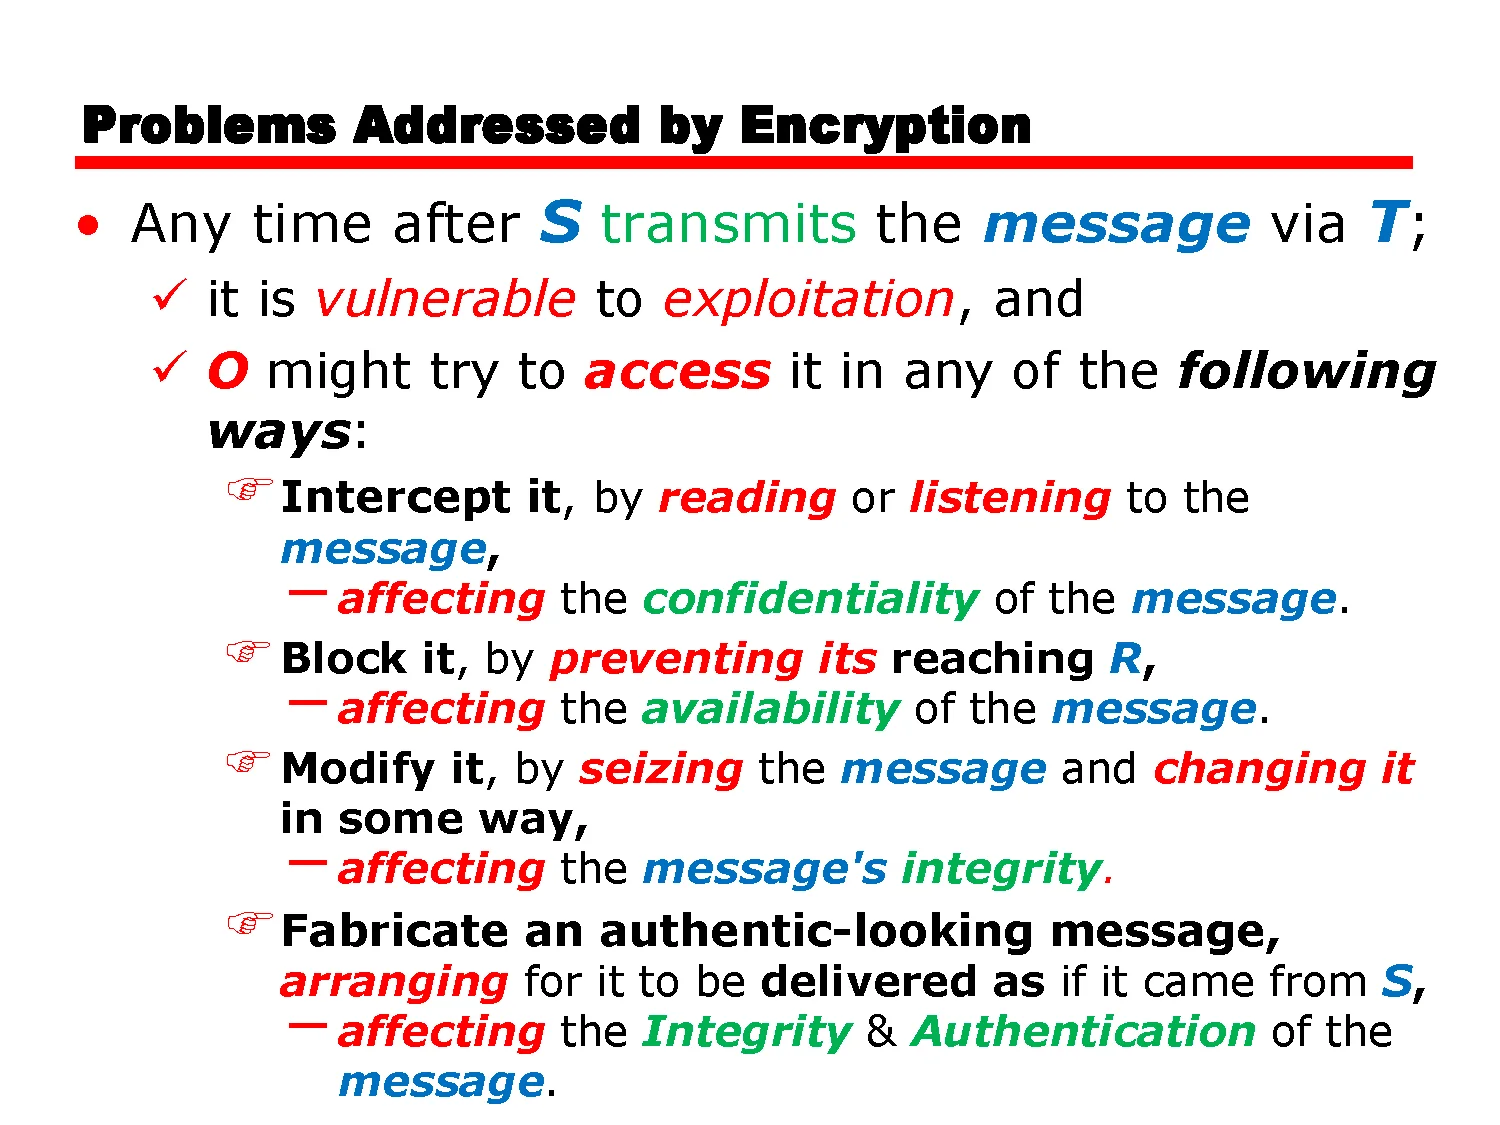 Problems Addressed by Encryption
• Any time after S transmits the message via T;
✓ it is vulnerable to exploitation, and
✓ O might try to access it in any of the following
ways:
☞Intercept it, by reading or listening to the
message,
–affecting the confidentiality of the message.
☞Block it, by preventing its reaching R,
–affecting the availability of the message.
☞Modify it, by seizing the message and changing it
in some way,
–affecting the message's integrity.
☞Fabricate an authentic-looking message,
arranging for it to be delivered as if it came from S,
–affecting the Integrity & Authentication of the
message.